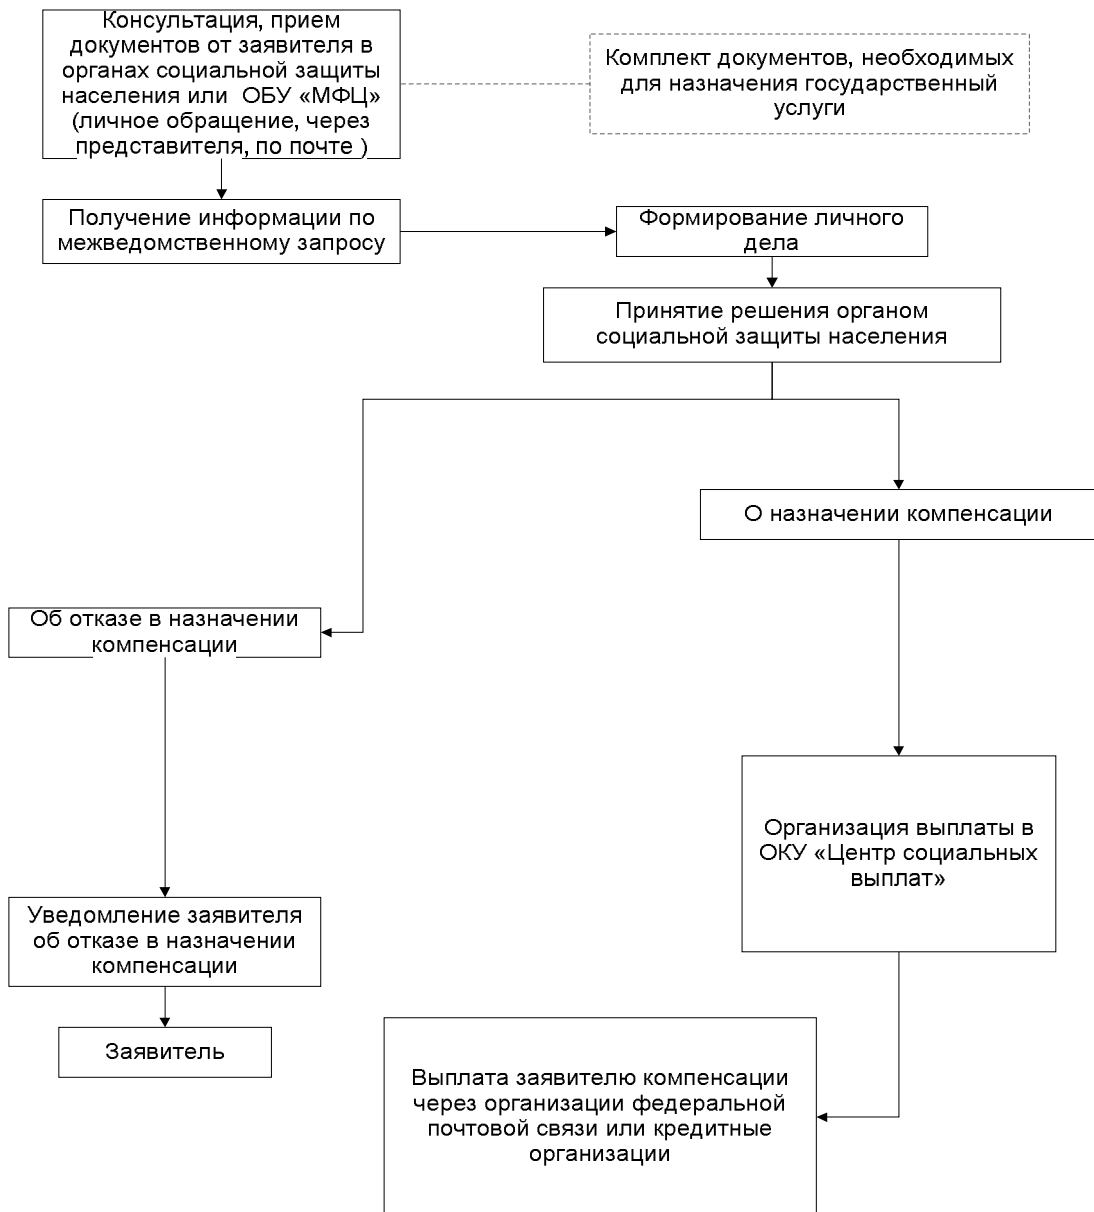 Консультация, прием
документов от заявителя в
органах социальной защиты
населения или ОБУ «МФЦ»
(личное обращение, через
представителя, по почте )
Комплект документов, необходимых
для назначения государственный
услуги
Получение информации по
межведомственному запросу
Формирование личного
дела
Принятие решения органом
социальной защиты населения
О назначении компенсации
Об отказе в назначении
компенсации
Организация выплаты в
ОКУ «Центр социальных
выплат»
Уведомление заявителя
об отказе в назначении
компенсации
Заявитель
Выплата заявителю компенсации
через организации федеральной
почтовой связи или кредитные
организации